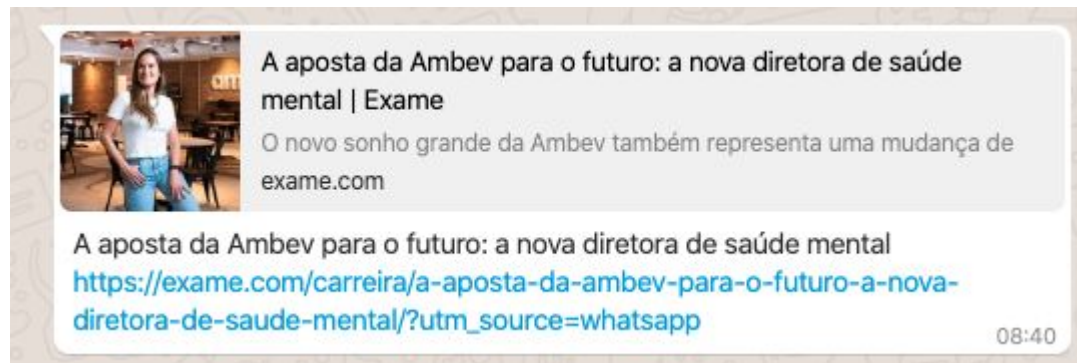 A aposta da Ambev para o futuro: a nova diretora de saúde
mental | Exame
O novo sonho grande da Ambev também representa uma mudança de
exame.com
am
A aposta da Ambev para o futuro: a nova diretora de saúde mental
https://exame.com/carreira/a-aposta-da-ambev-para-o-futuro-a-nova-
diretora-de-saude-mental/?utm_source=whatsapp
08:40